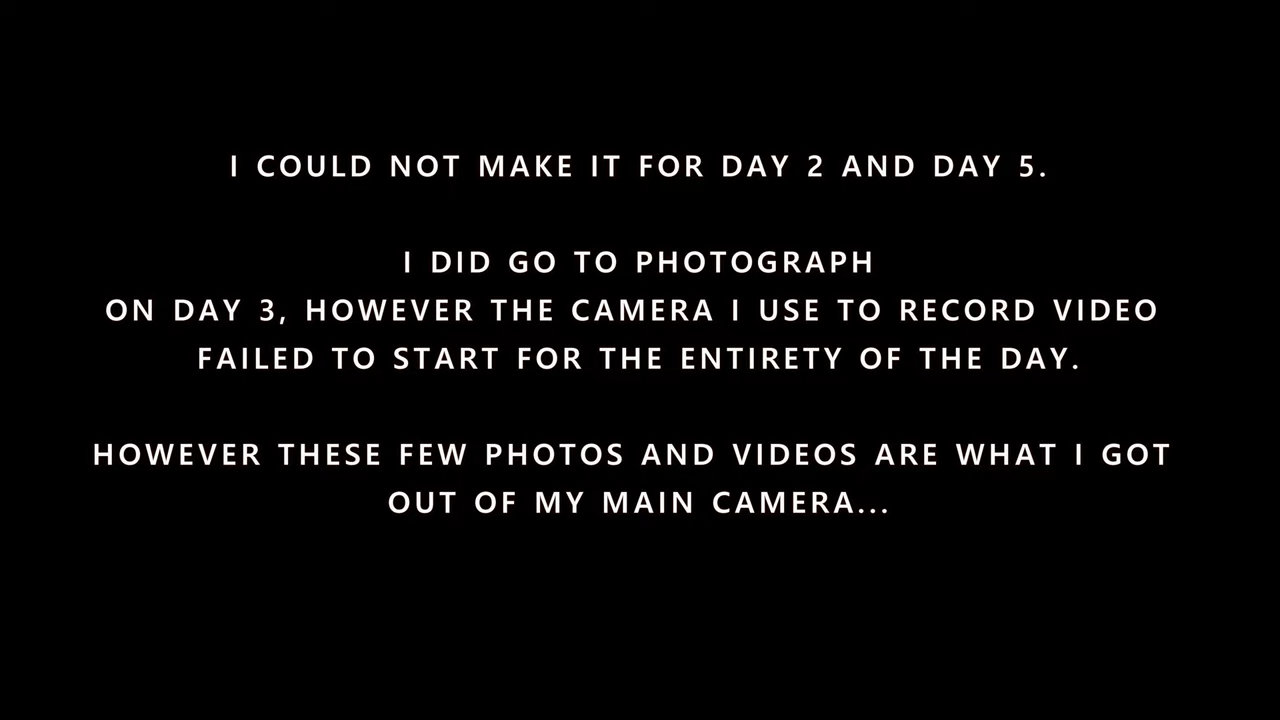 I COULD NOT MAKE IT FOR DAY 2 AND DAY 5.
I DID GO TO PHOTOGRAPH
ON DAY 3, HOWEVER THE CAMERA I USE TO RECORD VIDEO
FAILED TO START FOR THE ENTIRETY OF THE DAY.
HOWEVER THESE FEW PHOTOS AND VIDEOS ARE WHAT I GOT
OUT OF MY MAIN CAMERA...